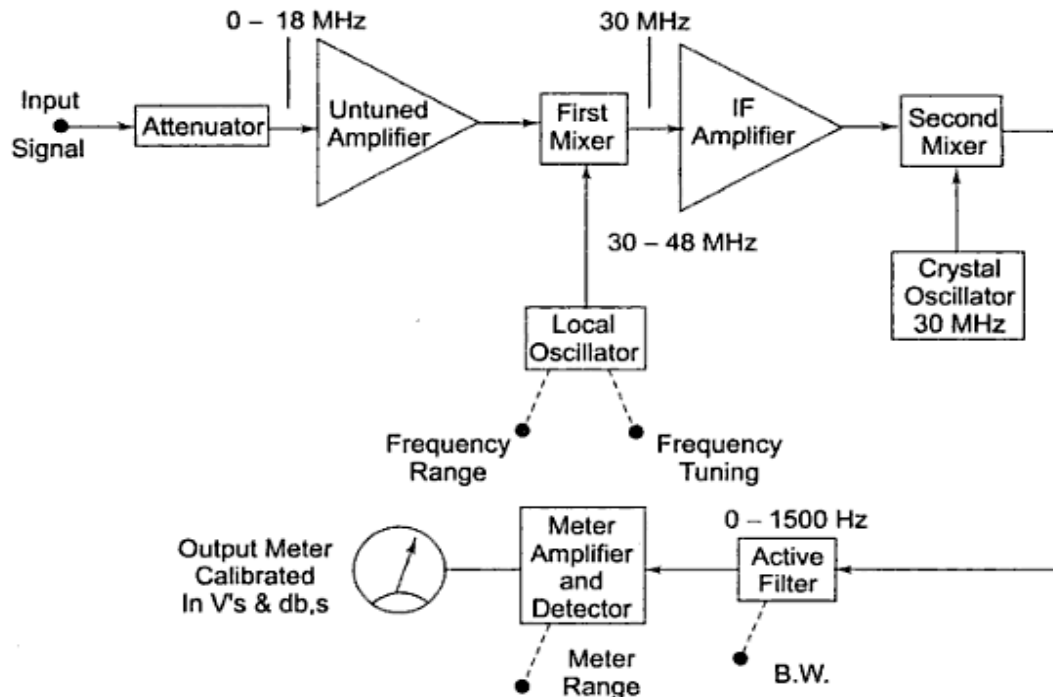 0 – 18 MHz
30 MHz
Input
Signal
Attenuator
Untuned
Amplifier
First
Mixer
IF
Amplifier
Second
Mixer
30 – 48 MHz
Crystal
Oscillator
30 MHz
Local
Oscillator
Frequency
Range
Frequency
Tuning
Output Meter
Calibrated
In V's & db,s
Meter
Amplifier
and
Detector
0 – 1500 Hz
Active
Filter
Meter
Range
B.W.